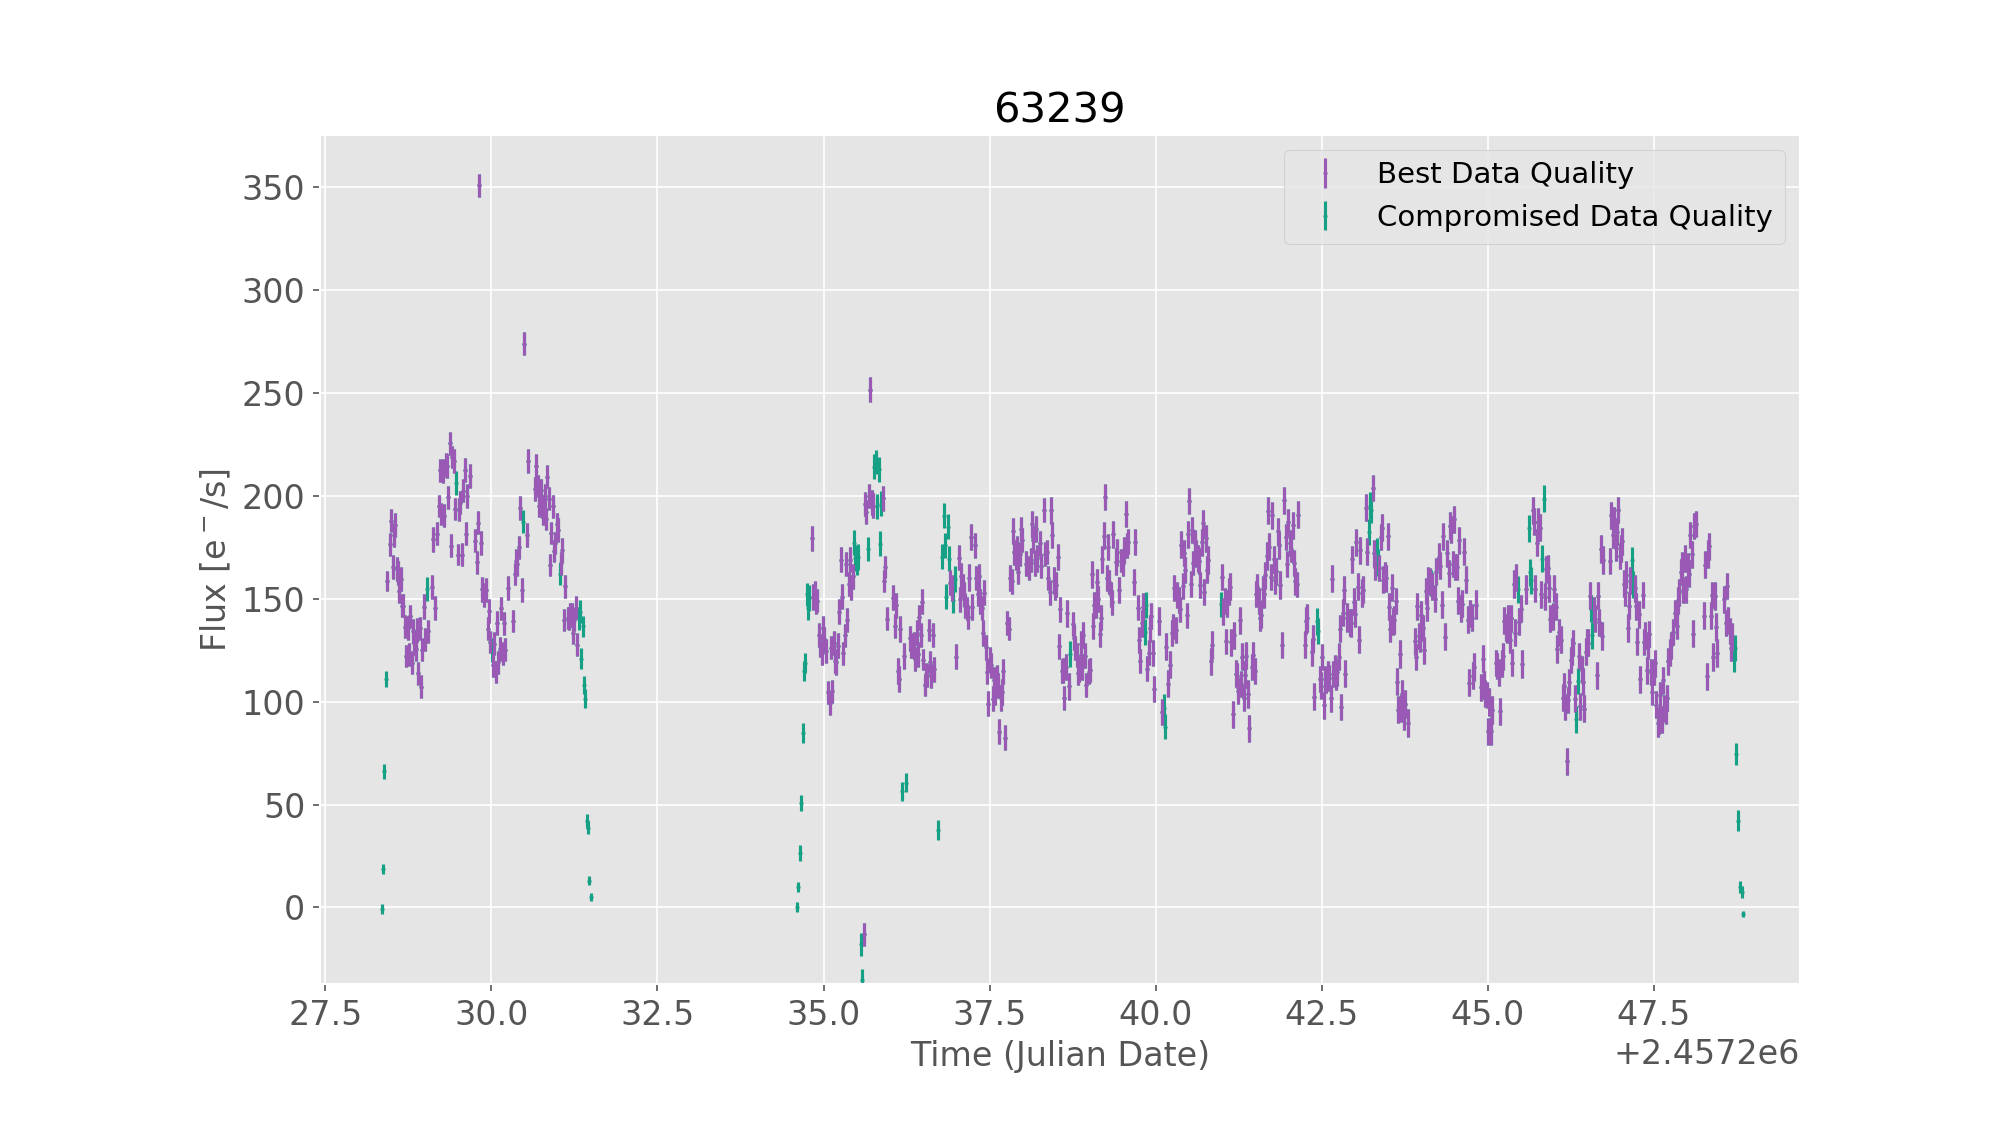 63239
Best Data Quality
Compromised Data Quality
350
300
250
200
150
100
50
0
Flux [e⁻/s]
27.5 30.0 32.5 35.0 37.5 40.0 42.5 45.0 47.5
Time (Julian Date)
+2.4572e6